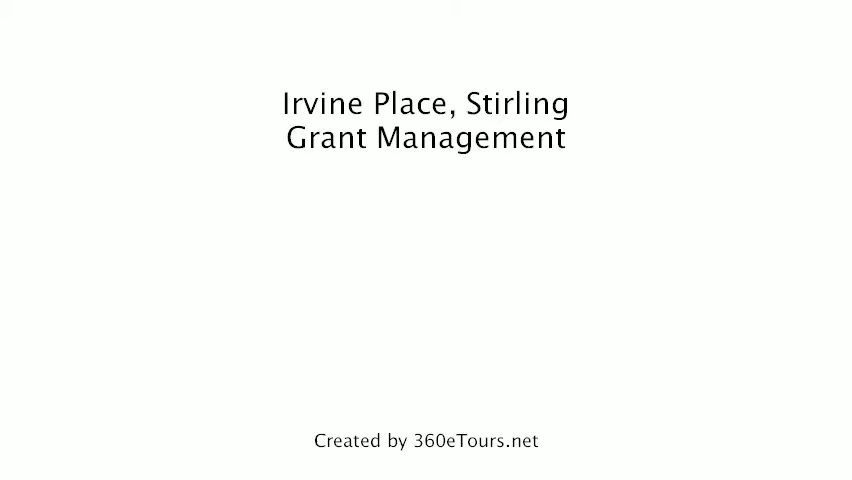 Irvine Place, Stirling
Grant Management
Created by 360eTours.net